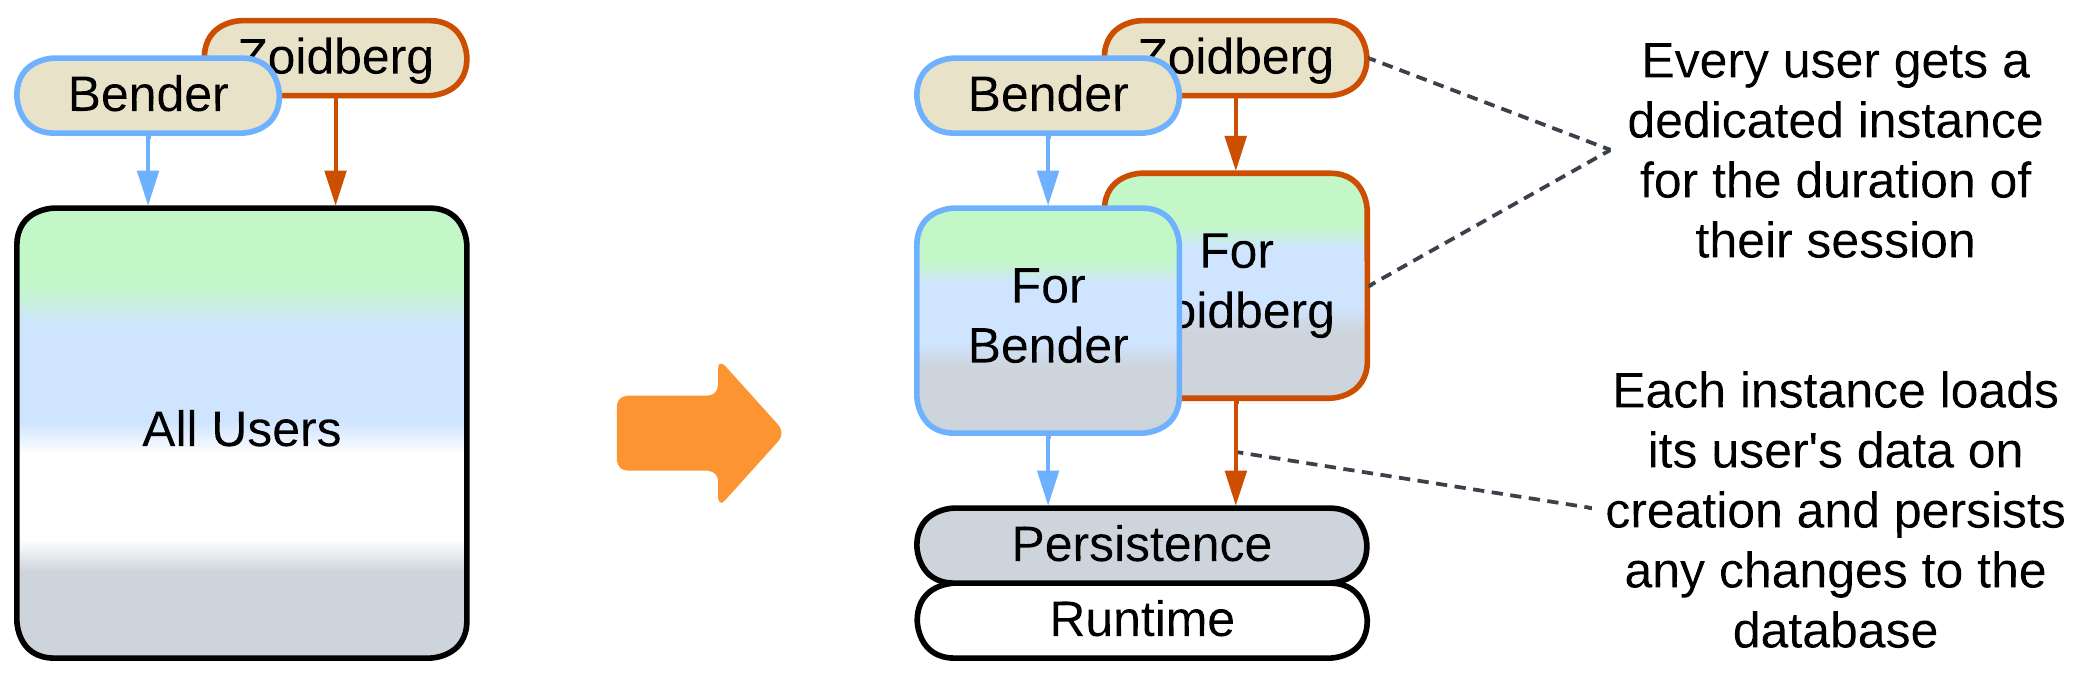 Zoidberg
Bender
All Users
Zoidberg
Bender
For
Bender
For
oidberg
Persistence
Runtime
Every user gets a
dedicated instance
for the duration of
their session
Each instance loads
its user's data on
creation and persists
any changes to the
database